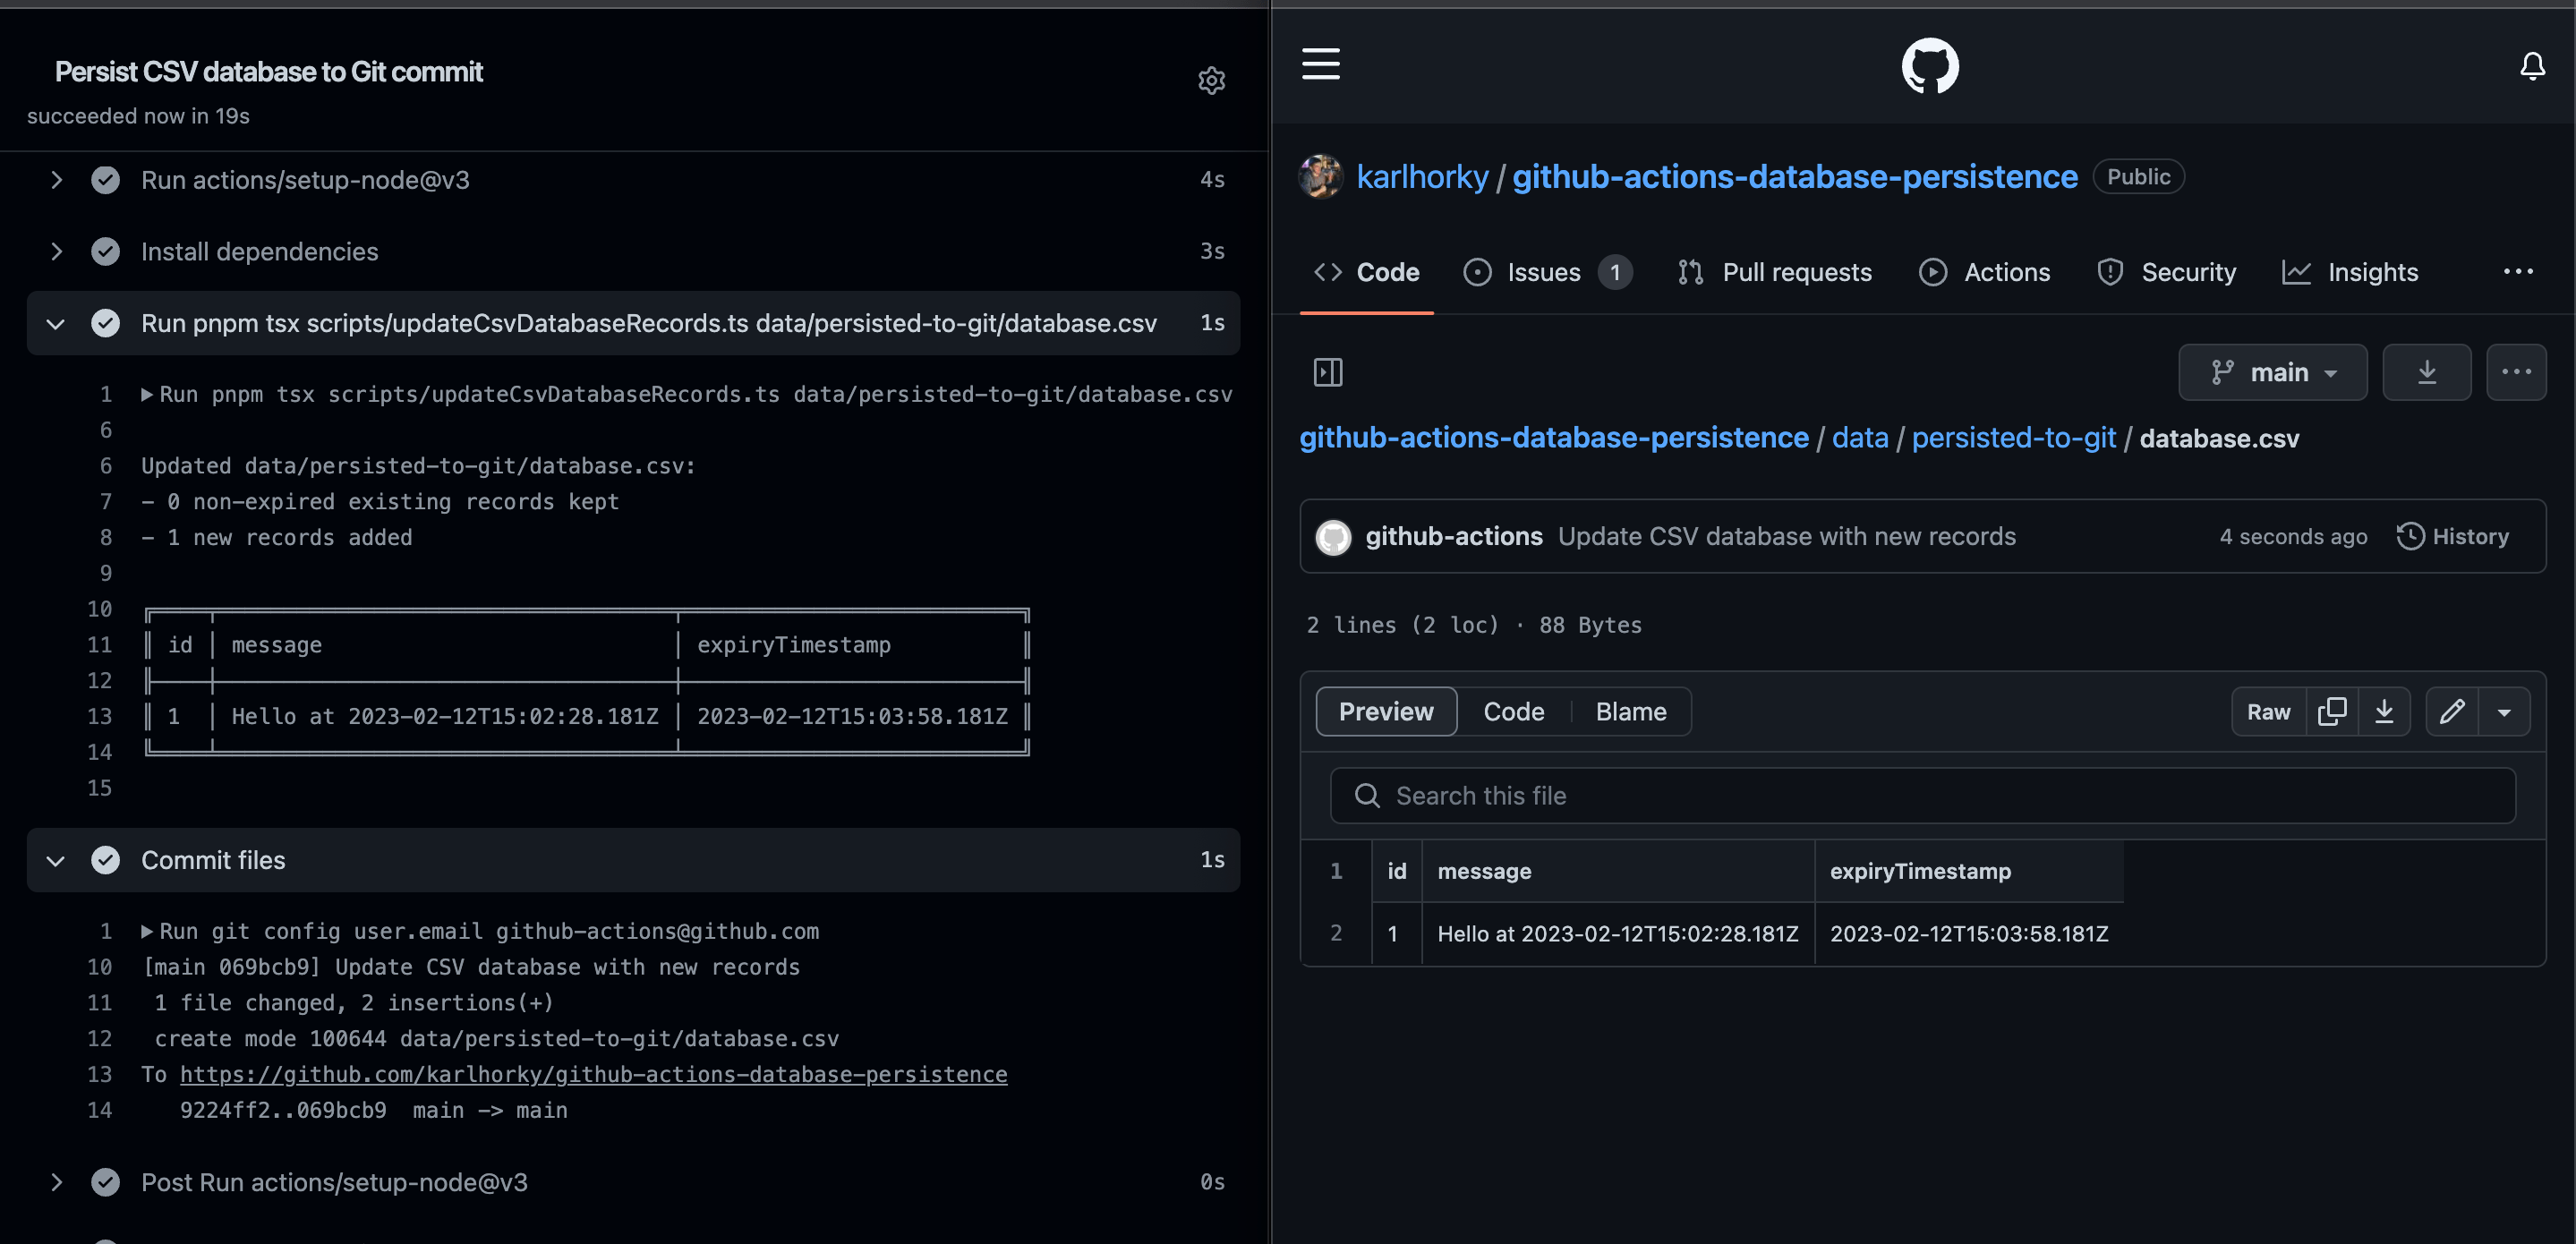 Persist CSV database to Git commit
succeeded now in 19s
Run actions/setup-node@v3 4s
Install dependencies 3s
Run pnpm tsx scripts/updateCsvDatabaseRecords.ts data/persisted-to-git/database.csv 1s
1 Run pnpm tsx scripts/updateCsvDatabaseRecords.ts data/persisted-to-git/database.csv
6
6 Updated data/persisted-to-git/database.csv:
7 - 0 non-expired existing records kept
8 - 1 new records added
9
10
11 id message expiryTimestamp
12
13 1 Hello at 2023-02-12T15:02:28.181Z 2023-02-12T15:03:58.181Z
14
15
Commit files 1s
1 Run git config user.email github-actions@github.com
10 [main 069bcb9] Update CSV database with new records
11 1 file changed, 2 insertions(+)
12 create mode 100644 data/persisted-to-git/database.csv
13 To https://github.com/karlhorky/github-actions-database-persistence
14 9224ff2..069bcb9 main -> main
Post Run actions/setup-node@v3 0s
karlhorky / github-actions-database-persistence Public
Code Issues 1 Pull requests Actions Security Insights
main
github-actions-database-persistence / data / persisted-to-git / database.csv
github-actions Update CSV database with new records 4 seconds ago History
2 lines (2 loc) · 88 Bytes
Preview Code Blame Raw
Search this file
1 id message expiryTimestamp
2 1 Hello at 2023-02-12T15:02:28.181Z 2023-02-12T15:03:58.181Z